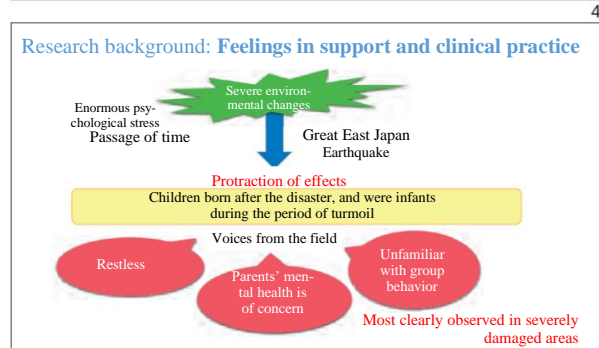 4
Research background: Feelings in support and clinical practice
Severe environ-
mental changes
Enormous psy-
chological stress
Passage of time
Great East Japan
Earthquake
Protraction of effects
Children born after the disaster, and were infants
during the period of turmoil
Voices from the field
Restless
Parents' men-
tal health is
of concern
Unfamiliar
with group
behavior
Most clearly observed in severely
damaged areas